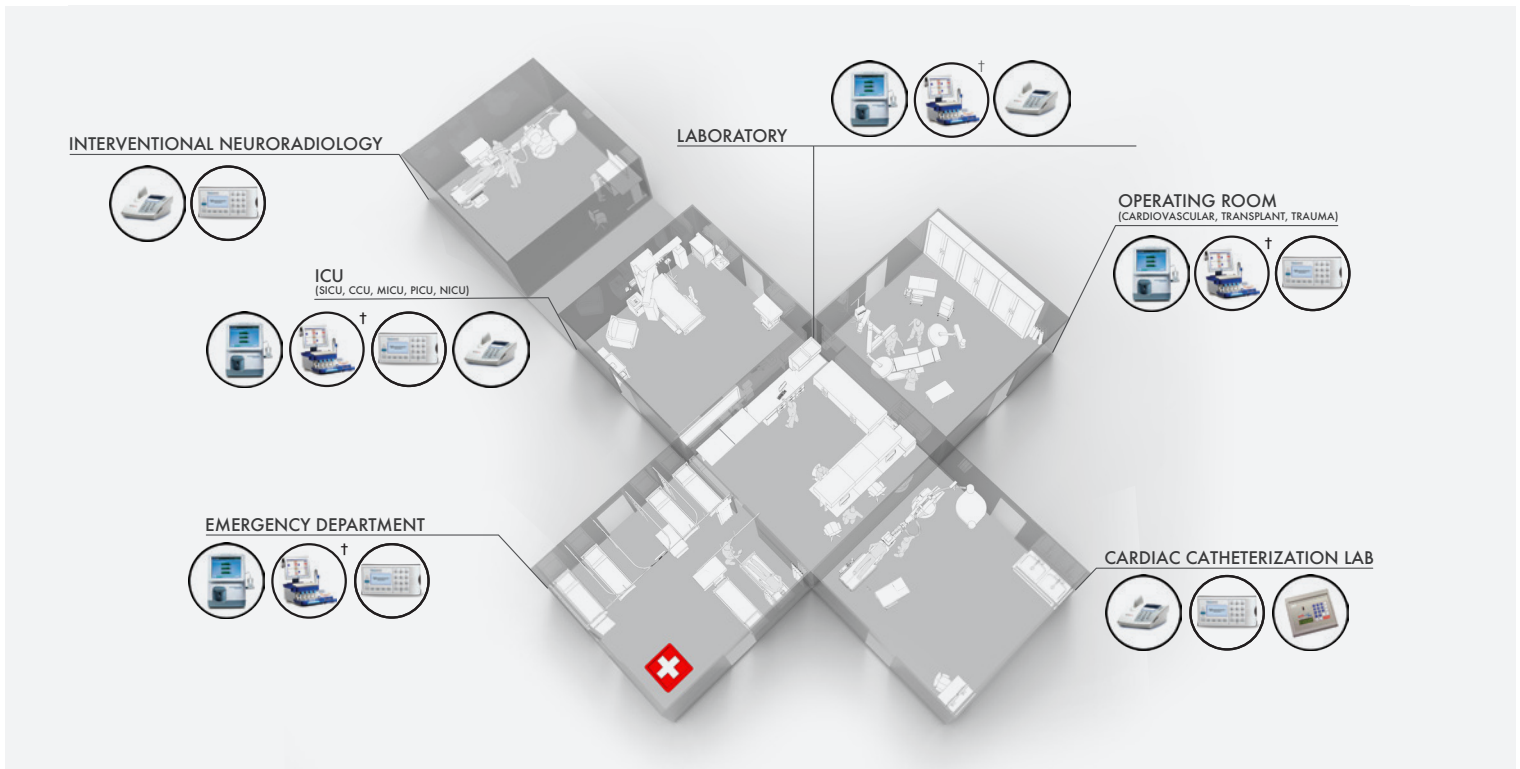 †
LABORATORY
INTERVENTIONAL NEURORADIOLOGY
OPERATING ROOM
(CARDIOVASCULAR, TRANSPLANT, TRAUMA)
†
ICU
(SICU, CCU, MICU, PICU, NICU)
†
EMERGENCY DEPARTMENT
†
CARDIAC CATHETERIZATION LAB